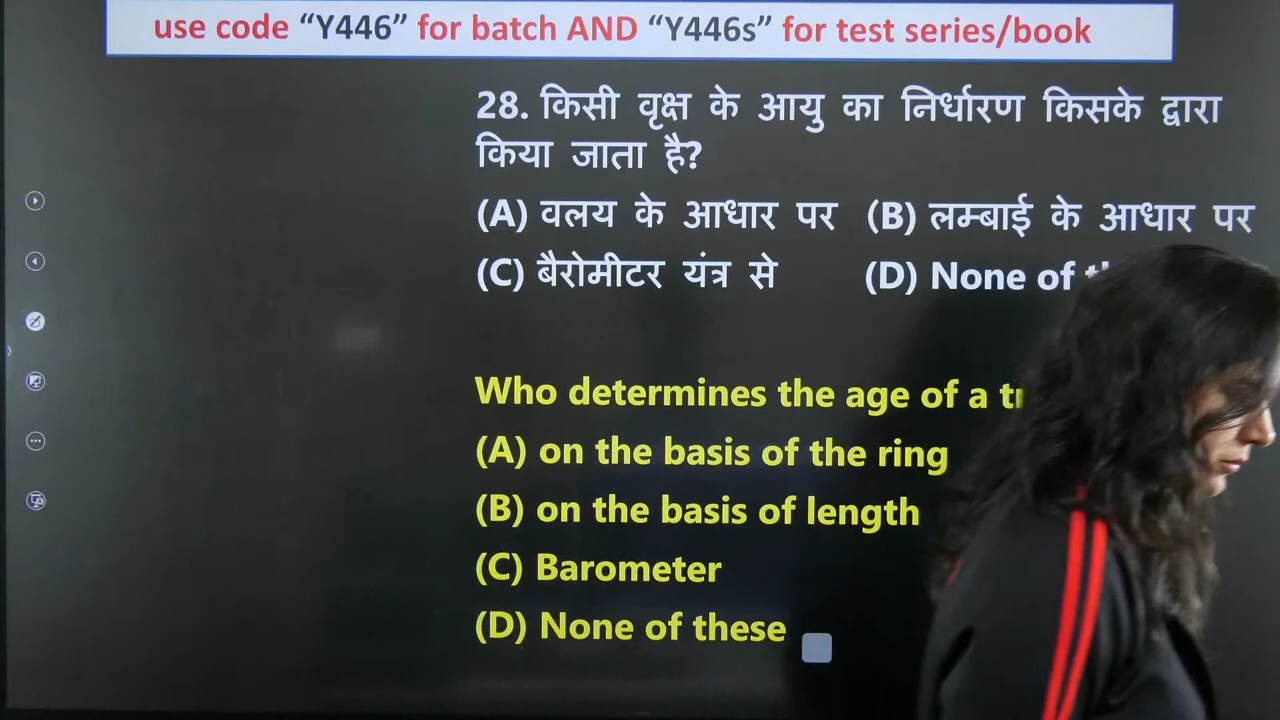 use code “Y446” for batch AND “Y446s” for test series/book
28. किसी वृक्ष के आयु का निर्धारण किसके द्वारा
किया जाता है?
(A) वलय के आधार पर (B) लम्बाई के आधार पर
(C) बैरोमीटर यंत्र से (D) None of
Who determines the age of a
(A) on the basis of the ring
(B) on the basis of length
(C) Barometer
(D) None of these